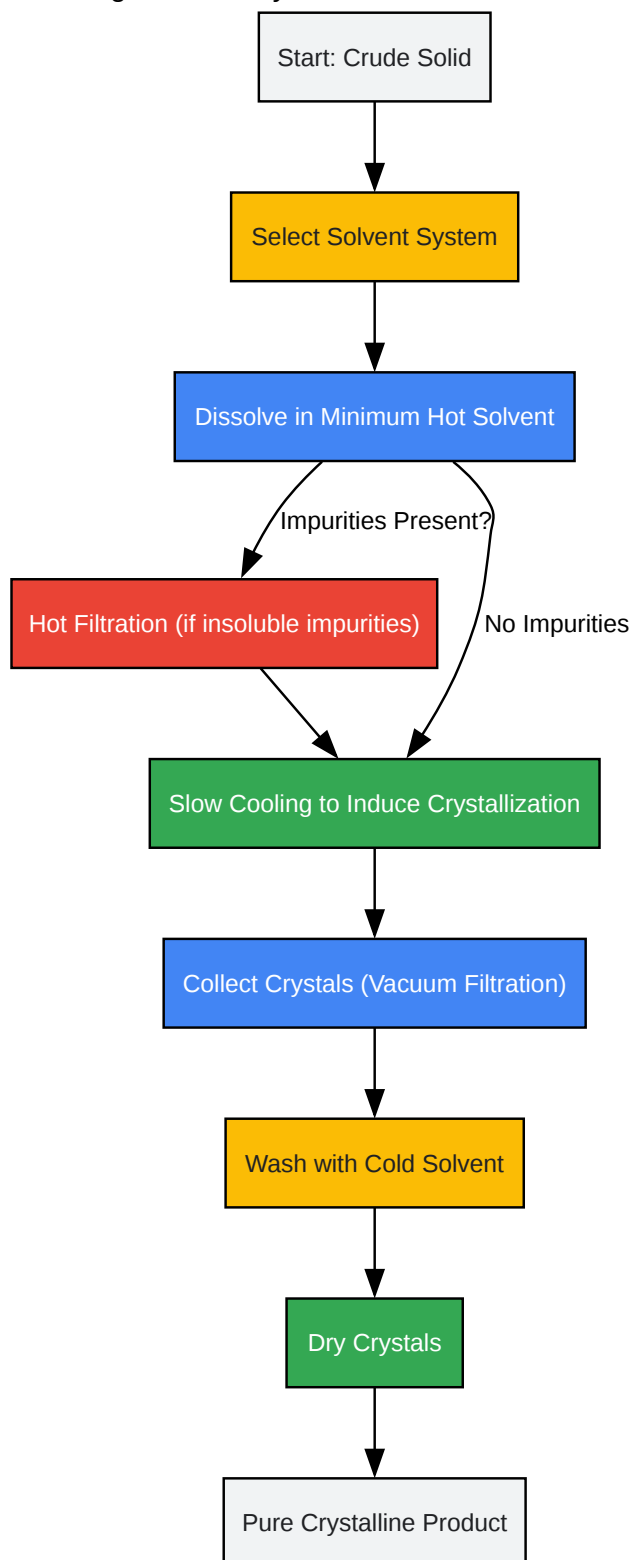 Start: Crude Solid
Select Solvent System
Dissolve in Minimum Hot Solvent
Impurities Present?
Hot Filtration (if insoluble impurities)
No Impurities
Slow Cooling to Induce Crystallization
Collect Crystals (Vacuum Filtration)
Wash with Cold Solvent
Dry Crystals
Pure Crystalline Product